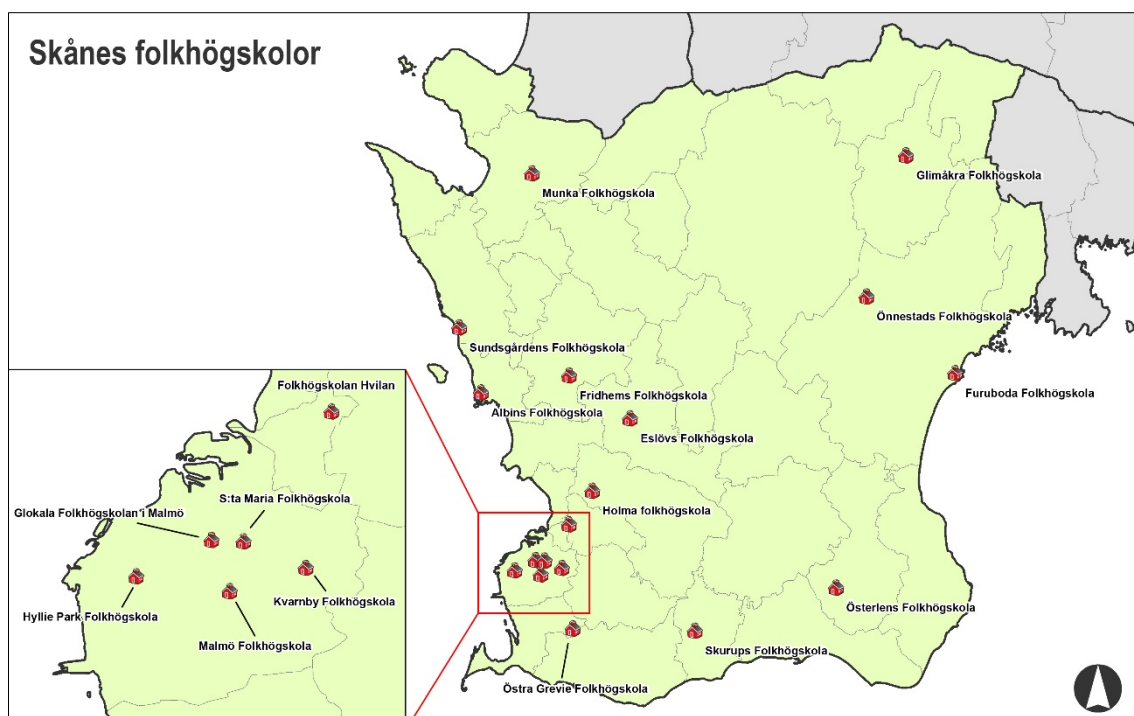 Skånes folkhögskolor
Glimåkra Folkhögskola
Munka Folkhögskola
Önnestads Folkhögskola
Sundsgårdens Folkhögskola
Furuboda Folkhögskola
Fridhems Folkhögskola
Albins Folkhögskola
Eslövs Folkhögskola
Holma folkhögskola
Österlens Folkhögskola
Skurups Folkhögskola
Östra Grevie Folkhögskola
Folkhögskolan Hvilan
S:ta Maria Folkhögskola
Glokala Folkhögskolan i Malmö
Kvarnby Folkhögskola
Hyllie Park Folkhögskola
Malmö Folkhögskola